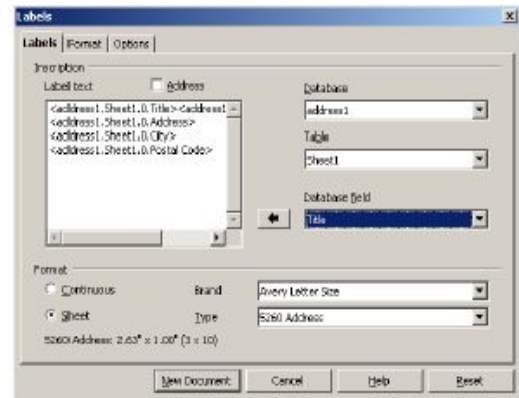 Labels
Labels Format Options
Inscription
Label text Address Database
<address1.Sheet1.0.Title><address1
<address1.Sheet1.0.Address>
<address1.Sheet1.0.City>
<address1.Sheet1.0.Postal Code>
address1
Table
Sheet1
Database field
Title
Format
Continuous Brand Avery Letter Size
Sheet Type 5260 Address
5260 Address: 2.63" x 1.00" (3 x 10)
New Document Cancel Help Reset